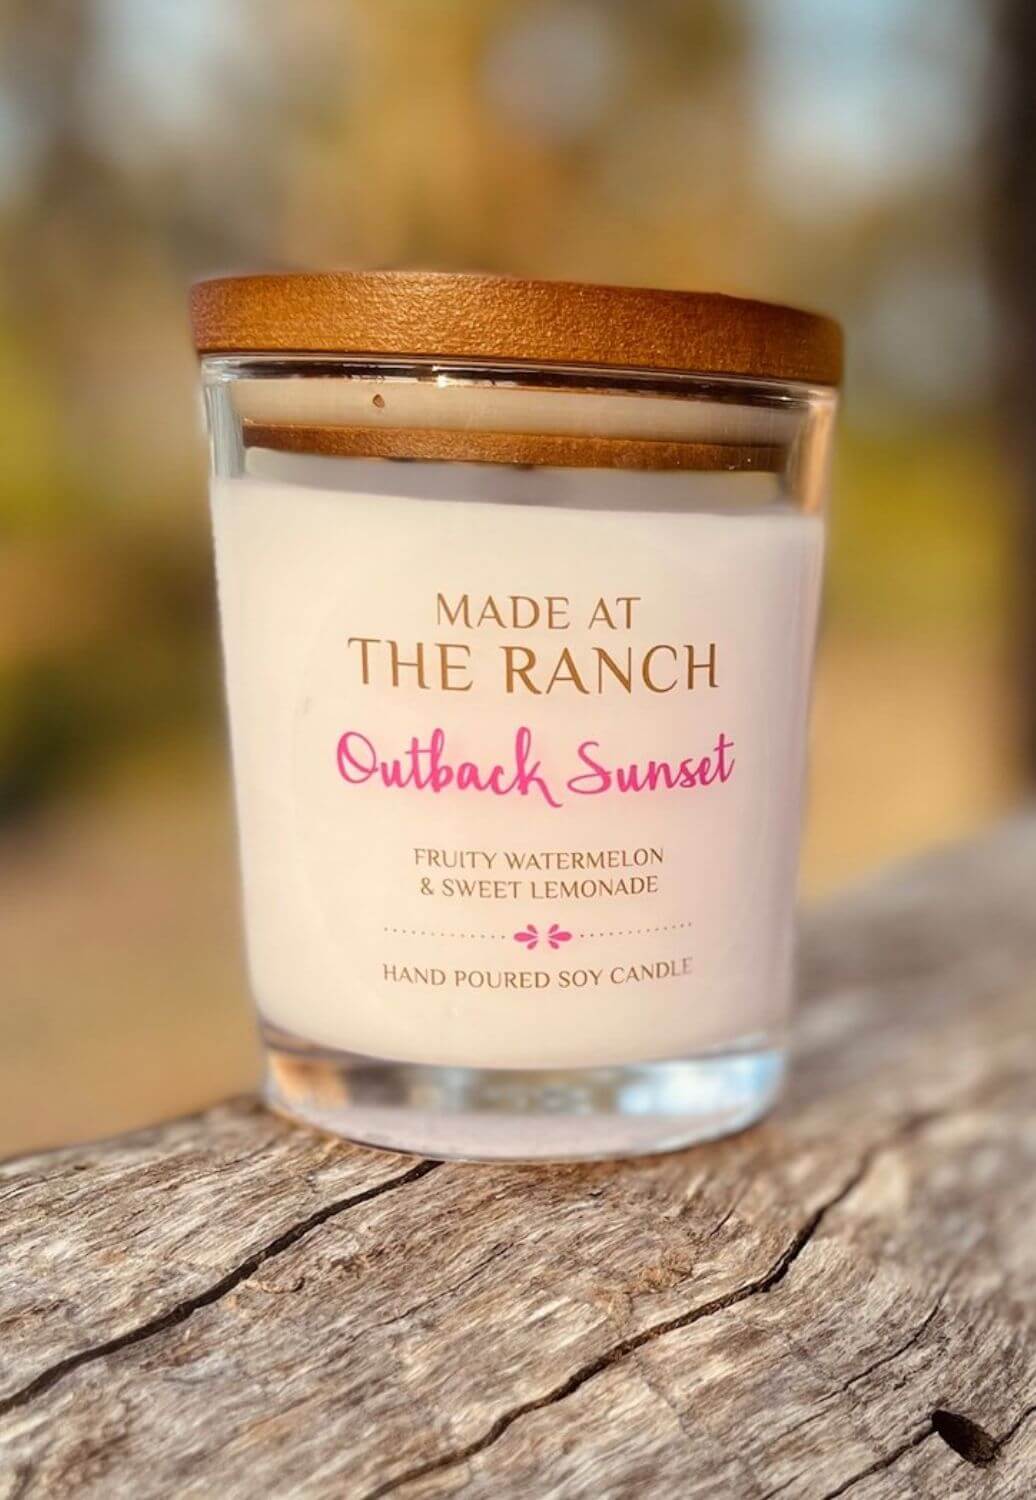 MADE AT
THE RANCH
Outback Sunset
FRUITY WATERMELON
& SWEET LEMONADE
HAND POURED SOY CANDLE